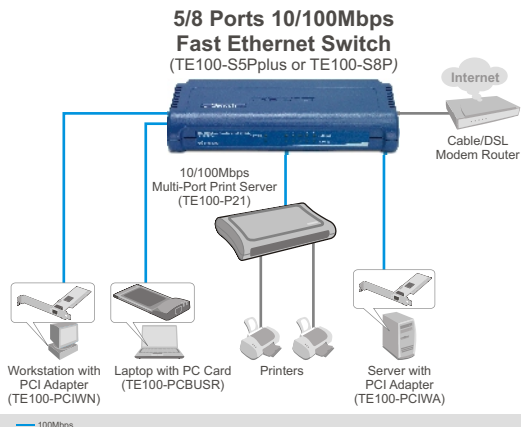 5/8 Ports 10/100Mbps
Fast Ethernet Switch
(TE100-S5Pplus or TE100-S8P)
Internet
Cable/DSL
Modem Router
10/100Mbps
Multi-Port Print Server
(TE100-P21)
Workstation with
PCI Adapter
(TE100-PCIWN)
Laptop with PC Card
(TE100-PCBUSR)
Printers
Server with
PCI Adapter
(TE100-PCIWA)
100Mbps